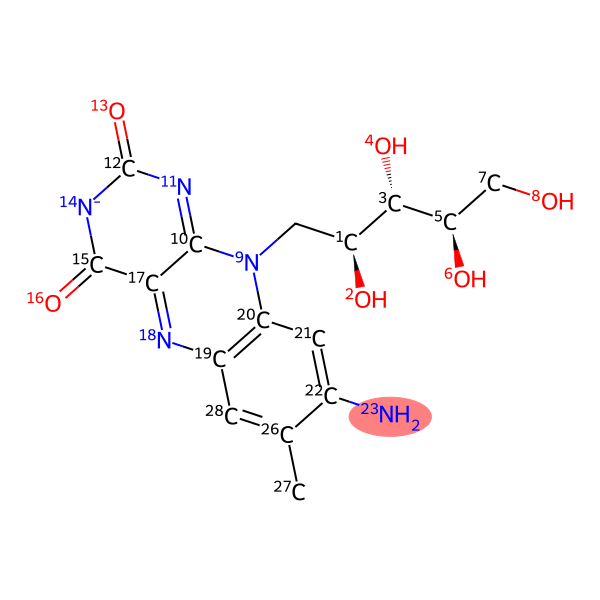 ¹³O
⁴OH
¹²C
⁷C
¹¹N
¹⁴N⁻
³C
⁸OH
⁵C
¹C
¹⁰C
¹⁵C
⁹N
⁶OH
¹⁷C
²OH
¹⁶O
²⁰C
¹⁸N
²¹C
¹⁹C
²²C
²³NH₂
²⁸C
²⁶C
²⁷C